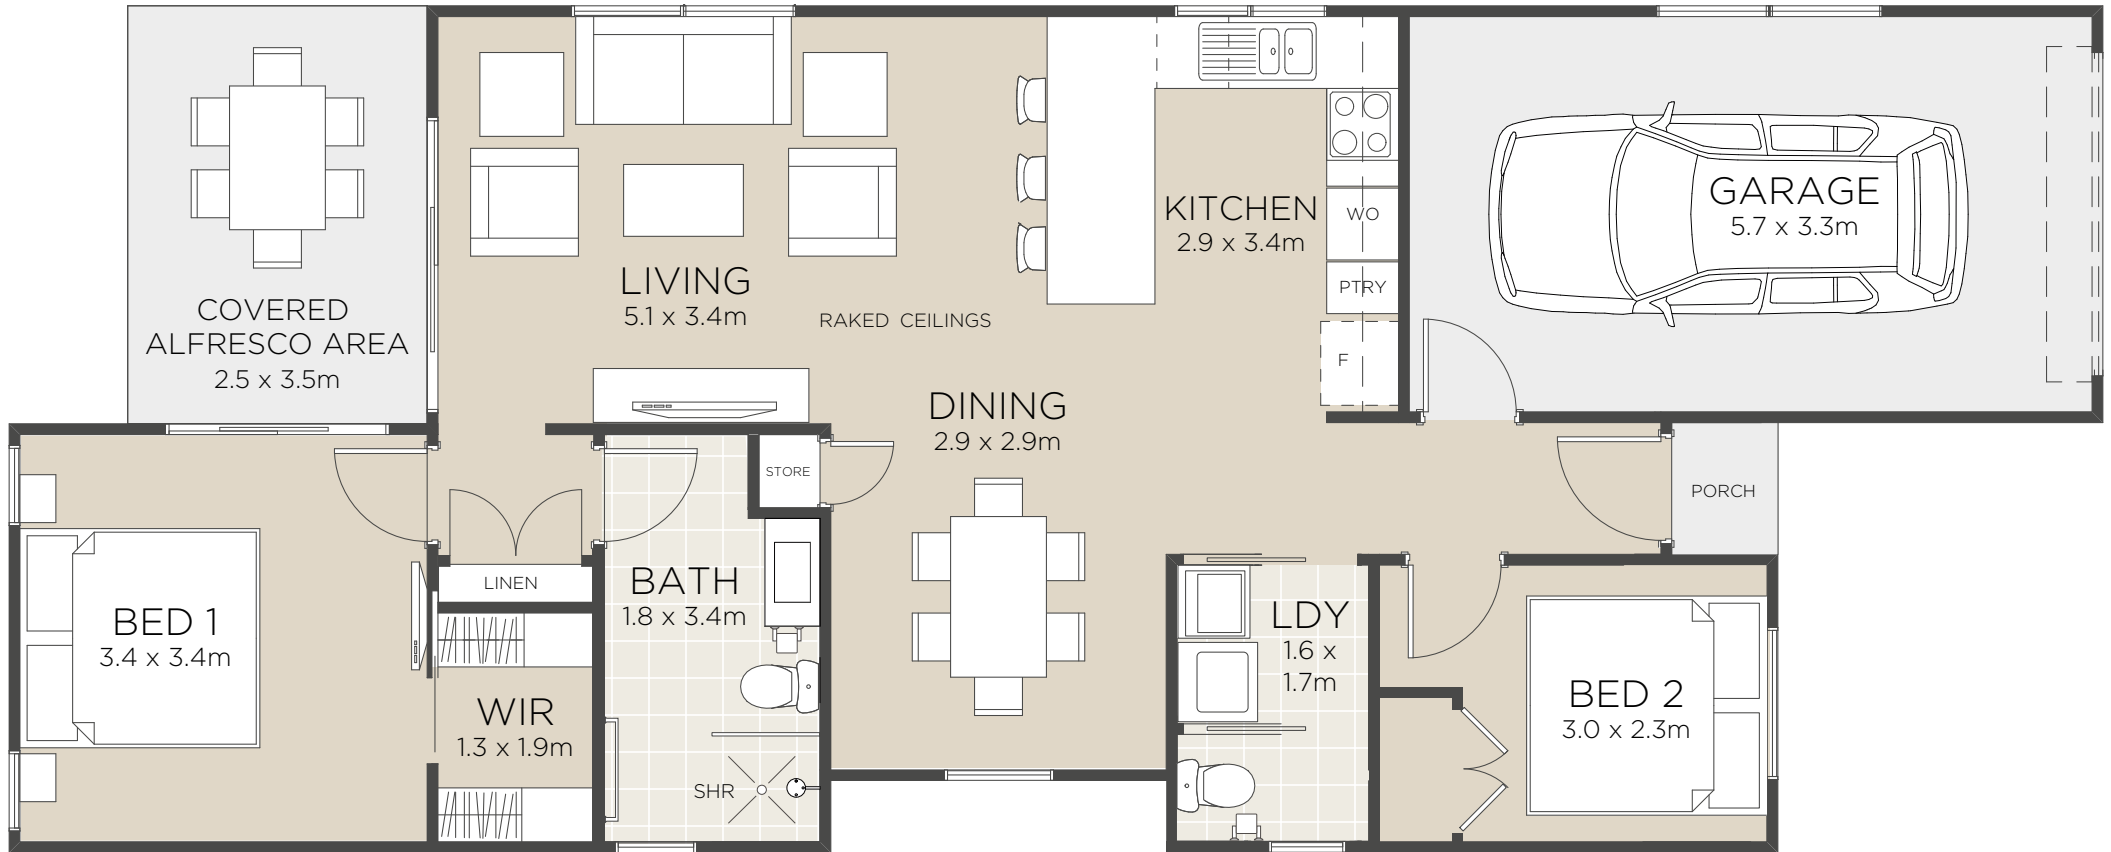 COVERED
ALFRESCO AREA
2.5 x 3.5m
LIVING
5.1 x 3.4m
RAKED CEILINGS
KITCHEN
2.9 x 3.4m
WO
PTRY
F
GARAGE
5.7 x 3.3m
DINING
2.9 x 2.9m
STORE
PORCH
LINEN
BED 1
3.4 x 3.4m
BATH
1.8 x 3.4m
WIR
1.3 x 1.9m
SHR
LDY
1.6 x
1.7m
BED 2
3.0 x 2.3m